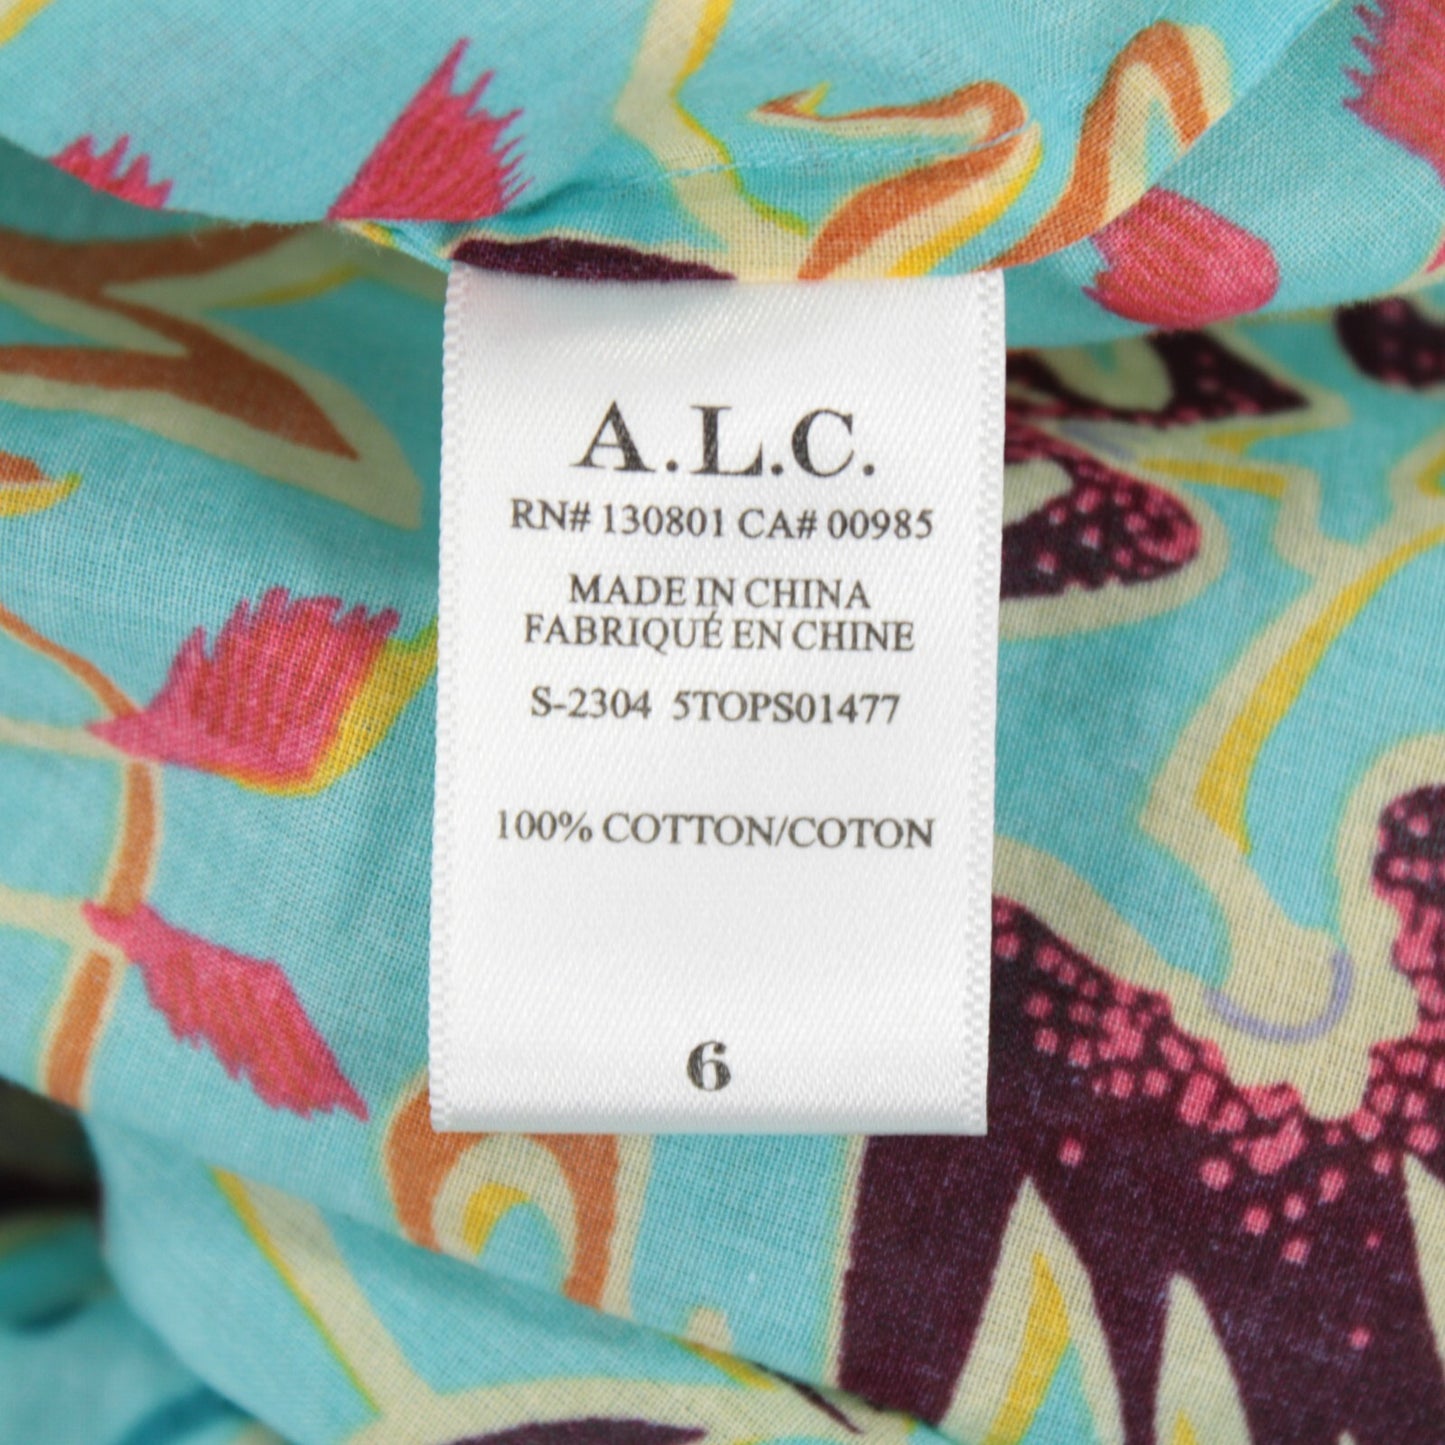 A.L.C.
RN# 130801 CA# 00985
MADE IN CHINA
FABRIQUÉ EN CHINE
S-2304 5TOPS01477
100% COTTON/COTON
6